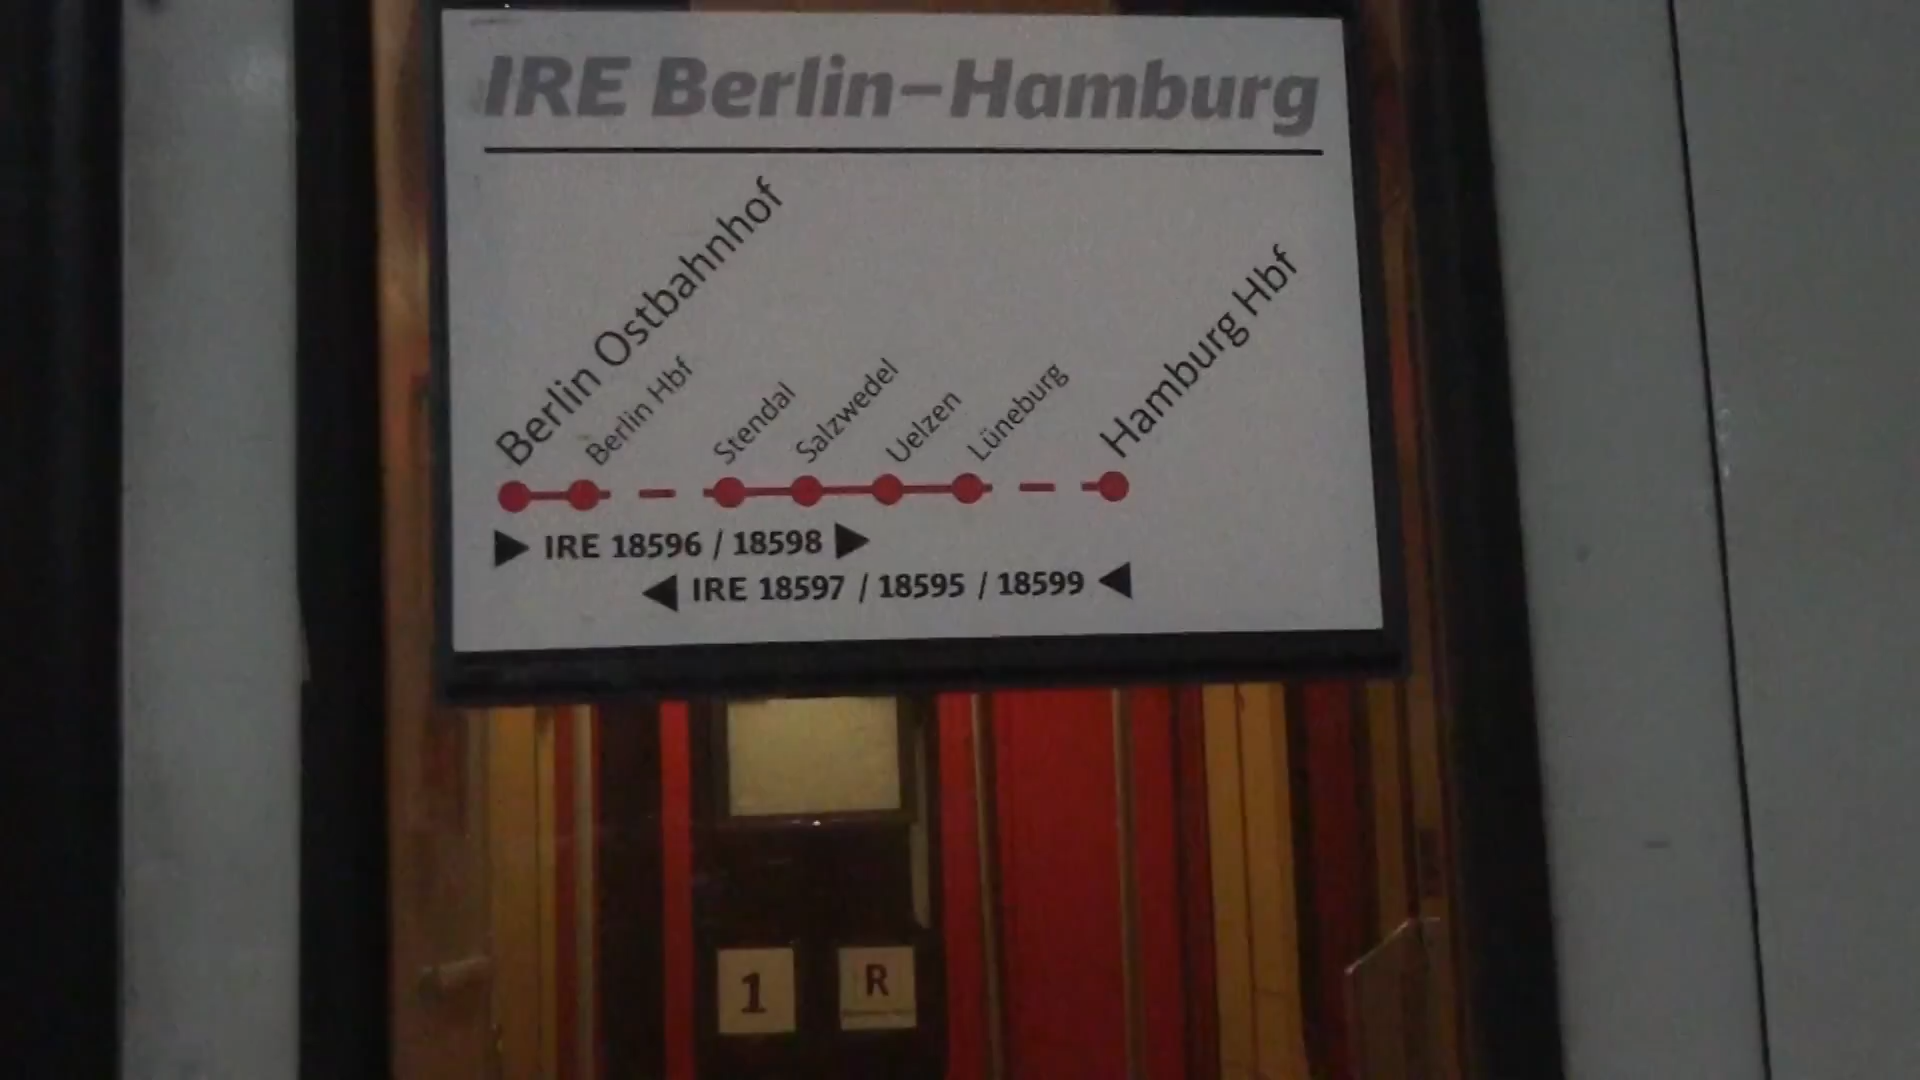 IRE Berlin–Hamburg
Berlin Ostbahnhof
Berlin Hbf
Stendal
Salzwedel
Uelzen
Lüneburg
Hamburg Hbf
▶ IRE 18596 / 18598 ▶
◀ IRE 18597 / 18595 / 18599 ◀
1 R